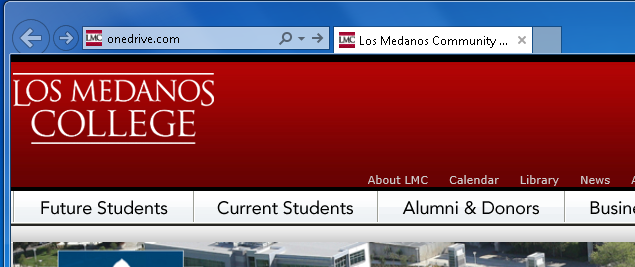 LMC onedrive.com LMC Los Medanos Community ...
LOS MEDANOS
COLLEGE
About LMC Calendar Library News
Future Students Current Students Alumni & Donors Busine